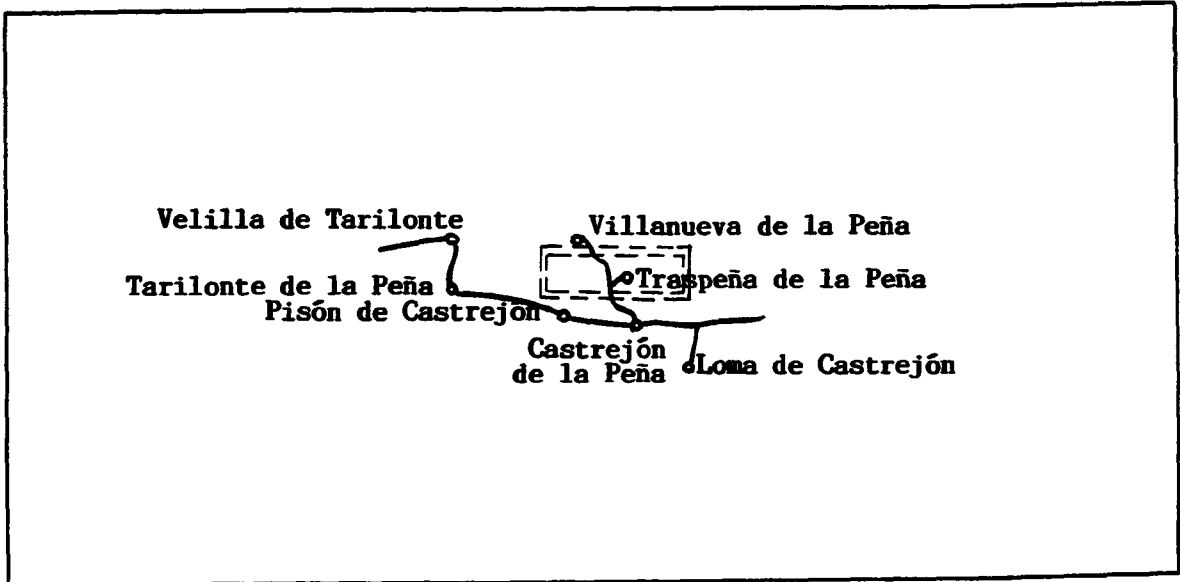 Velilla de Tarilonte
Villanueva de la Peña
Traspeña de la Peña
Tarilonte de la Peña
Pisón de Castrejón
Castrejón
de la Peña
Loma de Castrejón